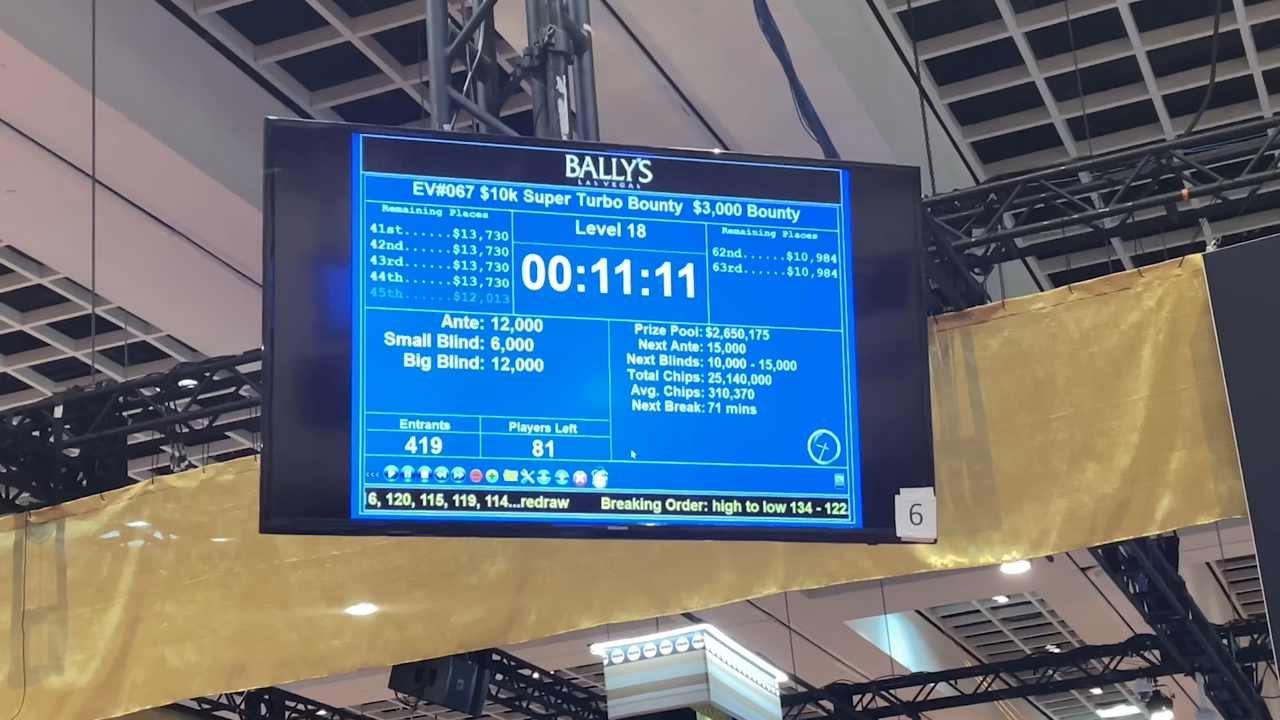 BALLY'S
LAS VEGAS
EV#067 $10k Super Turbo Bounty $3,000 Bounty
Remaining Places
41st......$13,730
42nd......$13,730
43rd......$13,730
44th......$13,730
45th......$12,013
Level 18
00:11:11
Remaining Places
62nd......$10,984
63rd......$10,984
Ante: 12,000
Small Blind: 6,000
Big Blind: 12,000
Prize Pool: $2,650,175
Next Ante: 15,000
Next Blinds: 10,000 - 15,000
Total Chips: 25,140,000
Avg. Chips: 310,370
Next Break: 71 mins
Entrants
419
Players Left
81
6, 120, 115, 119, 114...redraw Breaking Order: high to low 134 - 122
6